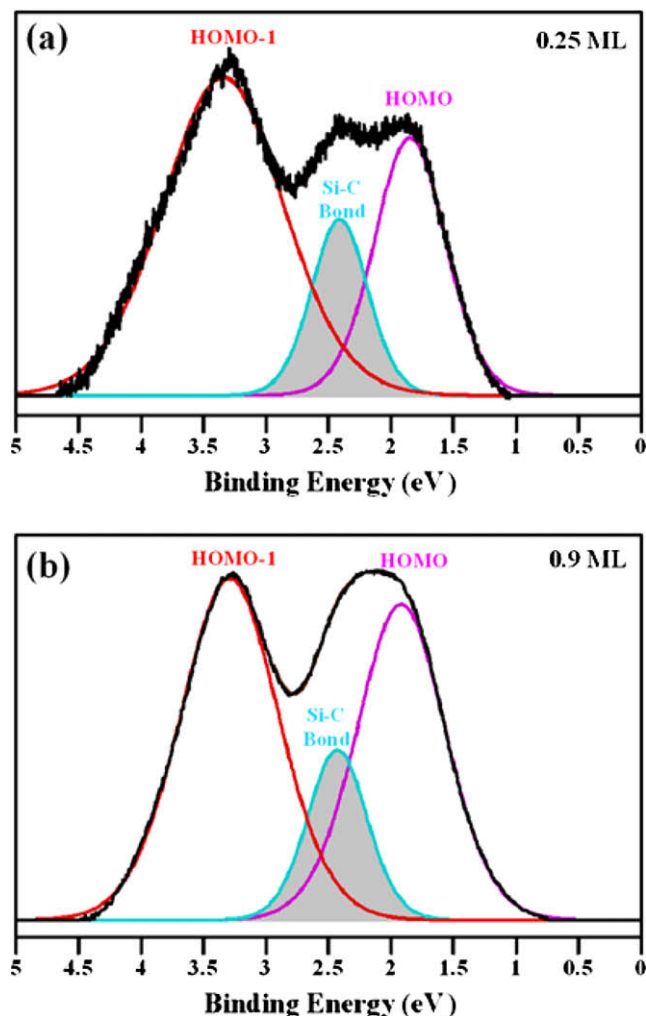 (a)
HOMO-1
0.25 ML
HOMO
Si-C
Bond
5 4.5 4 3.5 3 2.5 2 1.5 1 0.5 0
Binding Energy (eV)
(b)
HOMO-1
HOMO
0.9 ML
Si-C
Bond
5 4.5 4 3.5 3 2.5 2 1.5 1 0.5 0
Binding Energy (eV)